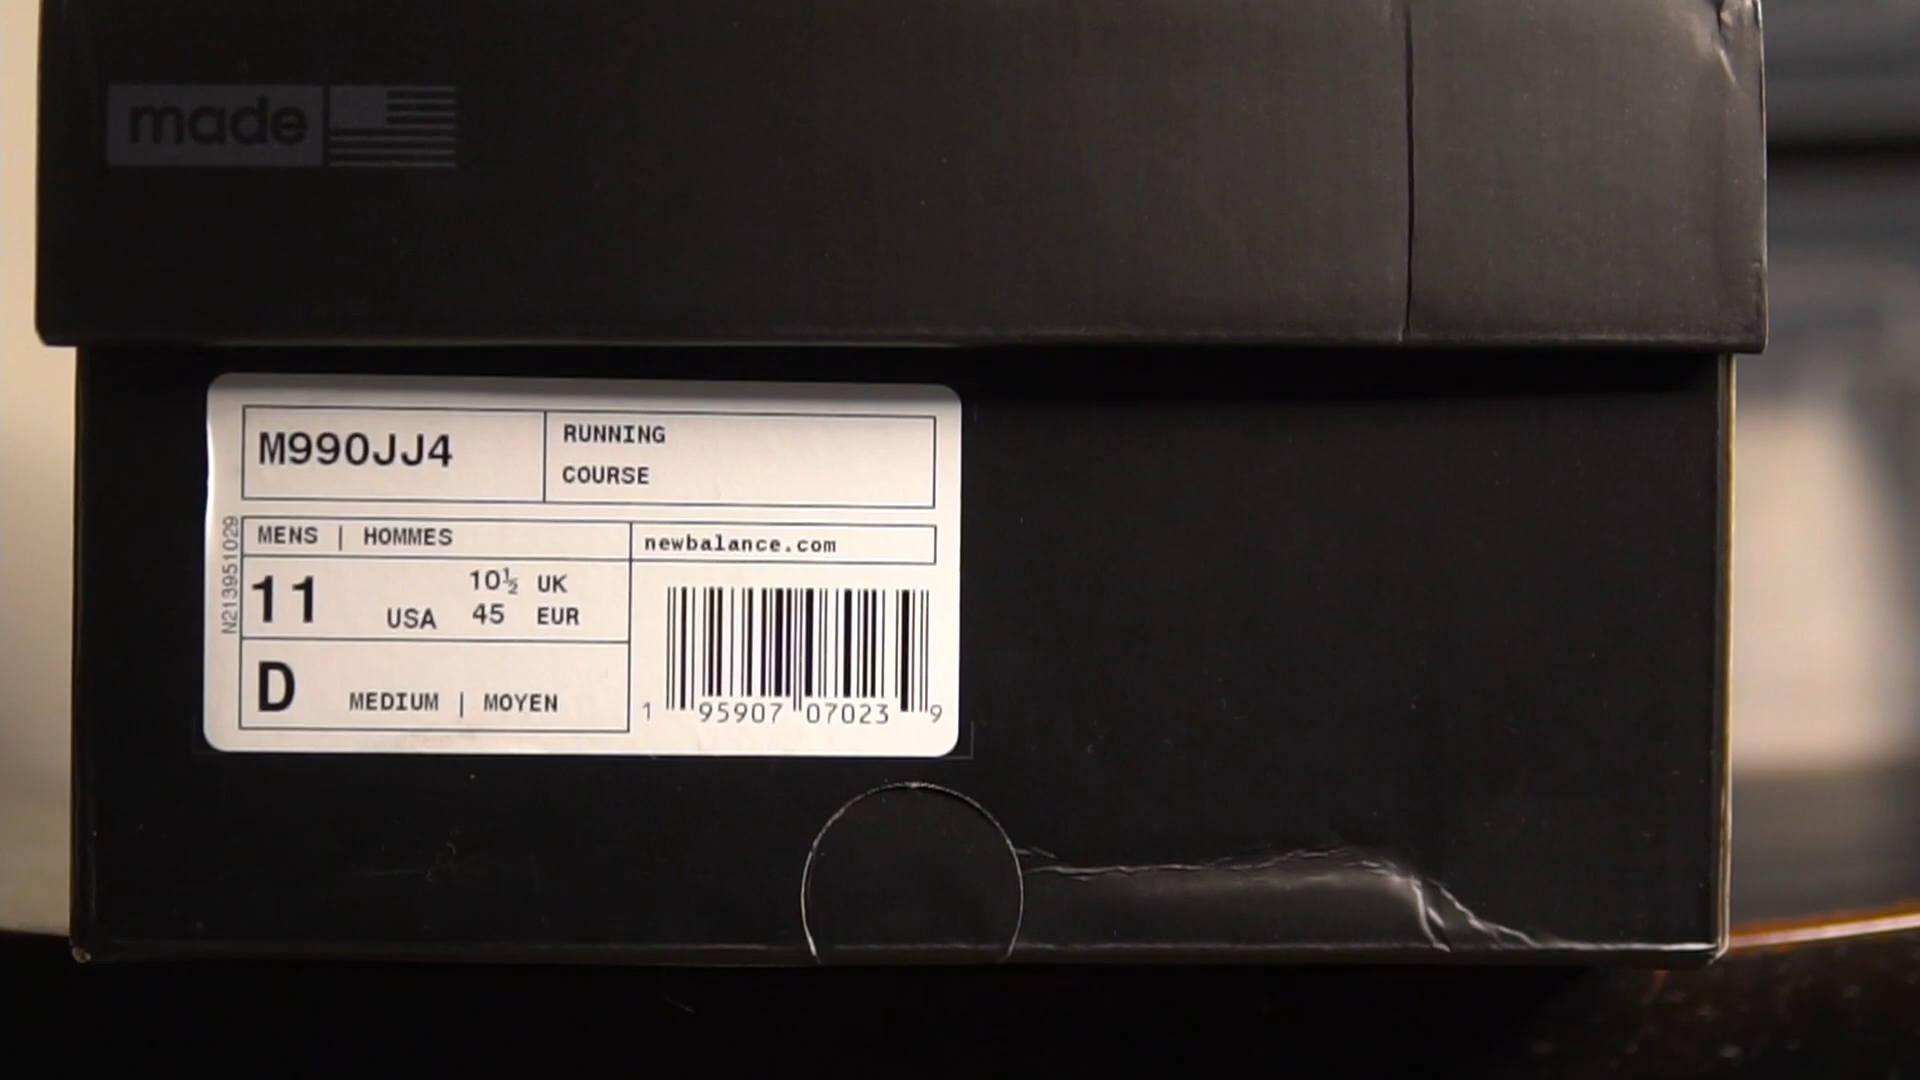 made
M990JJ4
RUNNING
COURSE
N213951029
MENS | HOMMES
newbalance.com
11 USA 10½ UK
45 EUR
D MEDIUM | MOYEN
1 95907 07023 9